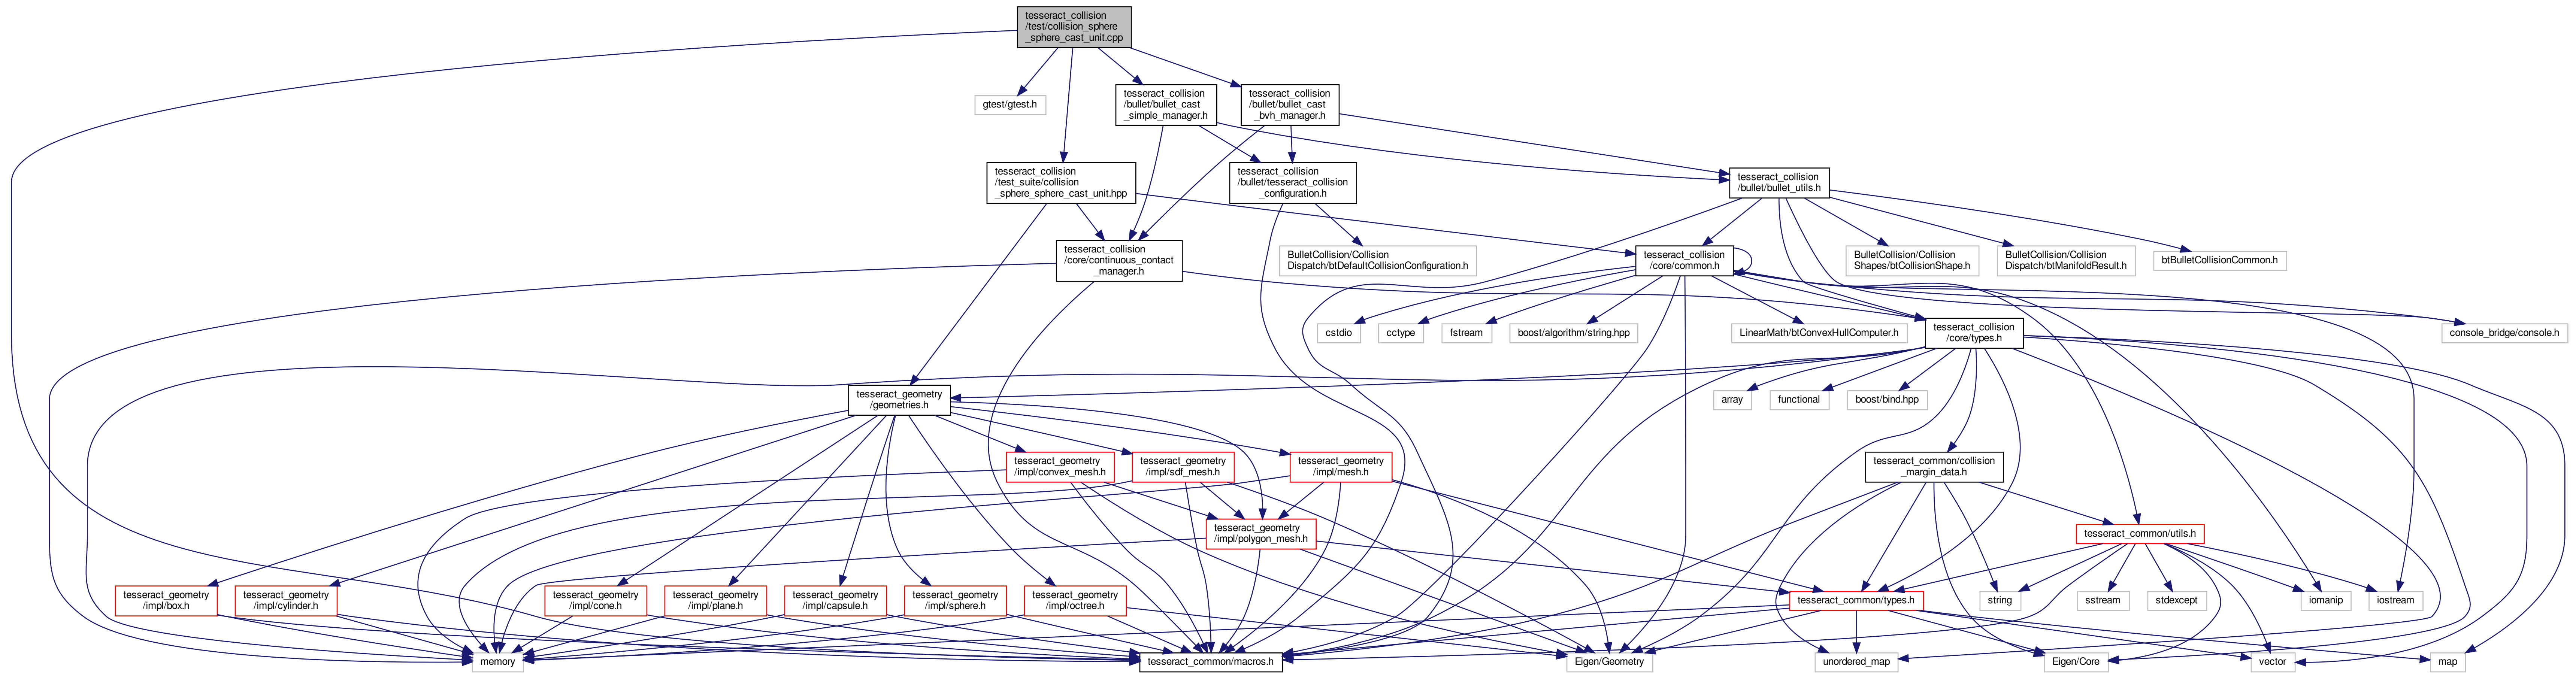 tesseract_collision
/test/collision_sphere
_sphere_cast_unit.cpp
gtest/gtest.h
tesseract_collision
/bullet/bullet_cast
_simple_manager.h
tesseract_collision
/bullet/bullet_cast
_bvh_manager.h
tesseract_collision
/test_suite/collision
_sphere_sphere_cast_unit.hpp
tesseract_collision
/bullet/tesseract_collision
_configuration.h
tesseract_collision
/bullet/bullet_utils.h
tesseract_collision
/core/continuous_contact
_manager.h
BulletCollision/Collision
Dispatch/btDefaultCollisionConfiguration.h
tesseract_collision
/core/common.h
BulletCollision/Collision
Shapes/btCollisionShape.h
BulletCollision/Collision
Dispatch/btManifoldResult.h
btBulletCollisionCommon.h
cstdio
cctype
fstream
boost/algorithm/string.hpp
LinearMath/btConvexHullComputer.h
tesseract_collision
/core/types.h
console_bridge/console.h
tesseract_geometry
/geometries.h
array
functional
boost/bind.hpp
tesseract_geometry
/impl/convex_mesh.h
tesseract_geometry
/impl/sdf_mesh.h
tesseract_geometry
/impl/mesh.h
tesseract_common/collision
_margin_data.h
tesseract_geometry
/impl/polygon_mesh.h
tesseract_common/utils.h
tesseract_geometry
/impl/box.h
tesseract_geometry
/impl/cylinder.h
tesseract_geometry
/impl/cone.h
tesseract_geometry
/impl/plane.h
tesseract_geometry
/impl/capsule.h
tesseract_geometry
/impl/sphere.h
tesseract_geometry
/impl/octree.h
tesseract_common/types.h
string
sstream
stdexcept
iomanip
iostream
memory
tesseract_common/macros.h
Eigen/Geometry
unordered_map
Eigen/Core
vector
map